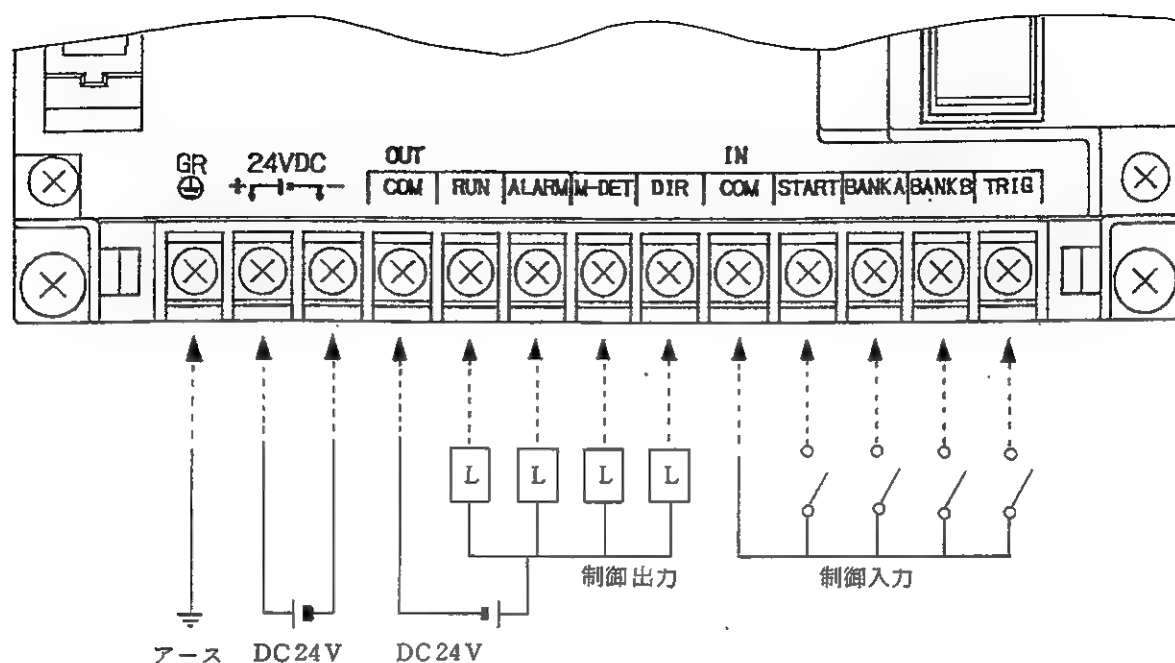 GR 24VDC OUT IN
+ −
COM RUN ALARM M-DET DIR COM START BANKA BANKB TRIG
L L L L
制御出力 制御入力
アース DC24V DC24V